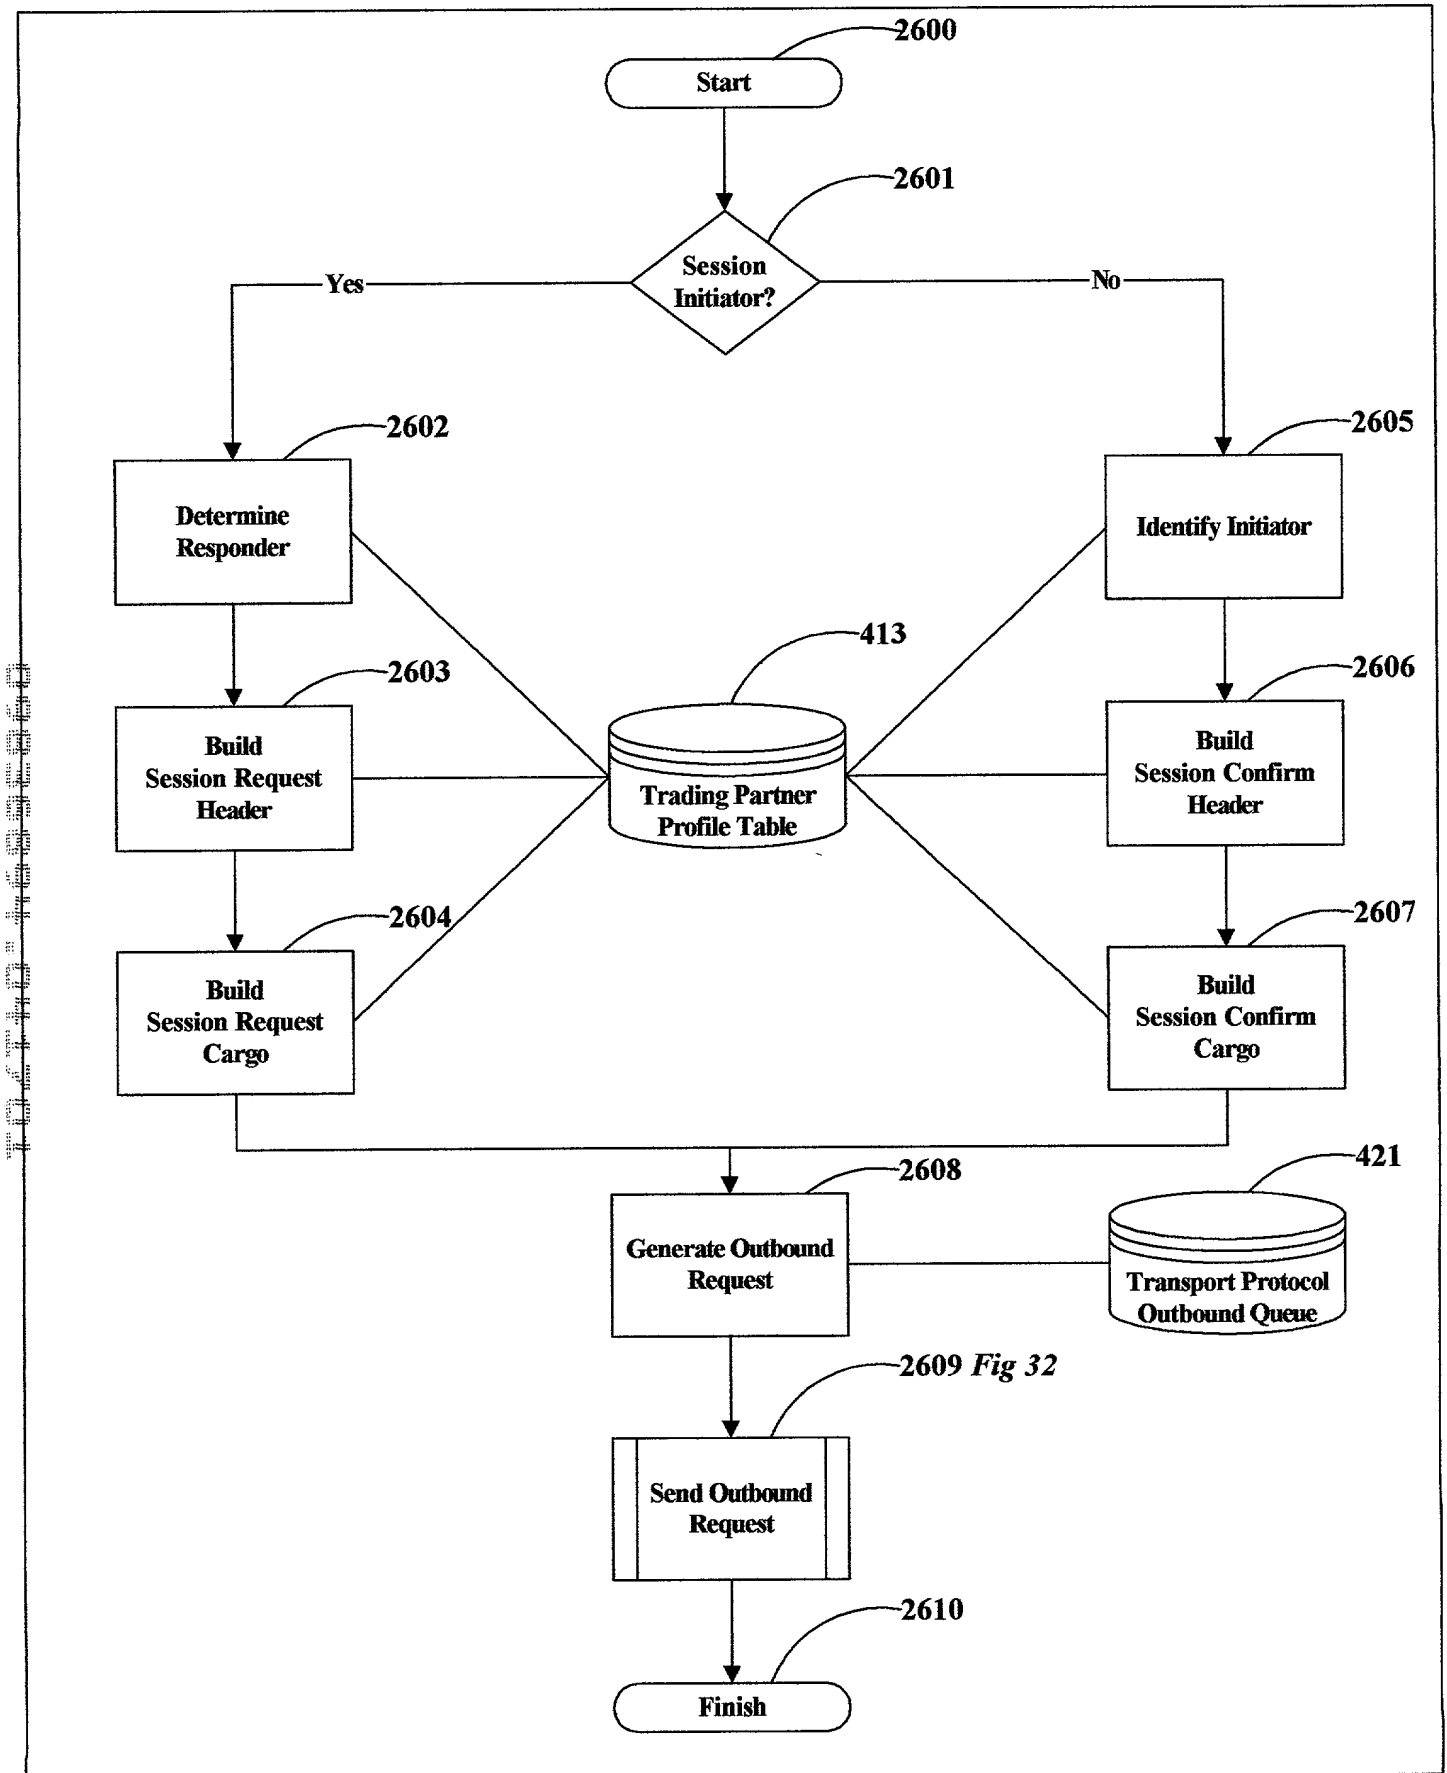 2600
Start
2601
Session
Initiator?
Yes
No
2602
2605
Determine
Responder
Identify Initiator
413
2603
2606
Build
Session Request
Header
Trading Partner
Profile Table
Build
Session Confirm
Header
2604
2607
Build
Session Request
Cargo
Build
Session Confirm
Cargo
2608
421
Generate Outbound
Request
Transport Protocol
Outbound Queue
2609 Fig 32
Send Outbound
Request
2610
Finish